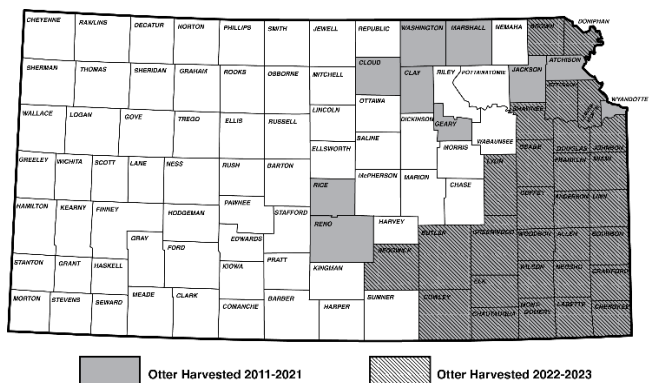 CHEYENNE RAWLINS DECATUR NORTON PHILLIPS SMITH JEWELL REPUBLIC WASHINGTON MARSHALL NEMAHA BROWN DONIPHAN
SHERMAN THOMAS SHERIDAN GRAHAM ROOKS OSBORNE MITCHELL CLOUD CLAY RILEY POTTAWATOMIE JACKSON ATCHISON
WALLACE LOGAN GOVE TREGO ELLIS RUSSELL LINCOLN OTTAWA DICKINSON GEARY WABAUNSEE SHAWNEE WYANDOTTE
ELLSWORTH SALINE MORRIS LYON OSAGE DOUGLAS JOHNSON
GREELEY WICHITA SCOTT LANE NESS RUSH BARTON RICE McPHERSON MARION CHASE COFFEY FRANKLIN MIAMI
HAMILTON KEARNY FINNEY HODGEMAN PAWNEE STAFFORD RENO HARVEY ANDERSON LINN
GRAY FORD EDWARDS SEDGWICK BUTLER GREENWOOD WOODSON ALLEN BOURBON
STANTON GRANT HASKELL KIOWA PRATT KINGMAN ELK WILSON NEOSHO CRAWFORD
MORTON STEVENS SEWARD MEADE CLARK COMANCHE BARBER HARPER SUMNER COWLEY CHAUTAUQUA MONT-
GOMERY LABETTE CHEROKEE
Otter Harvested 2011-2021 Otter Harvested 2022-2023